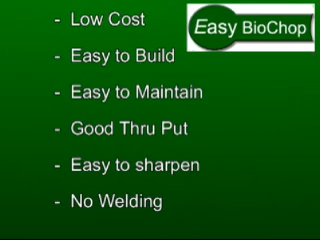 - Low Cost
Easy BioChop
- Easy to Build
- Easy to Maintain
- Good Thru Put
- Easy to sharpen
- No Welding